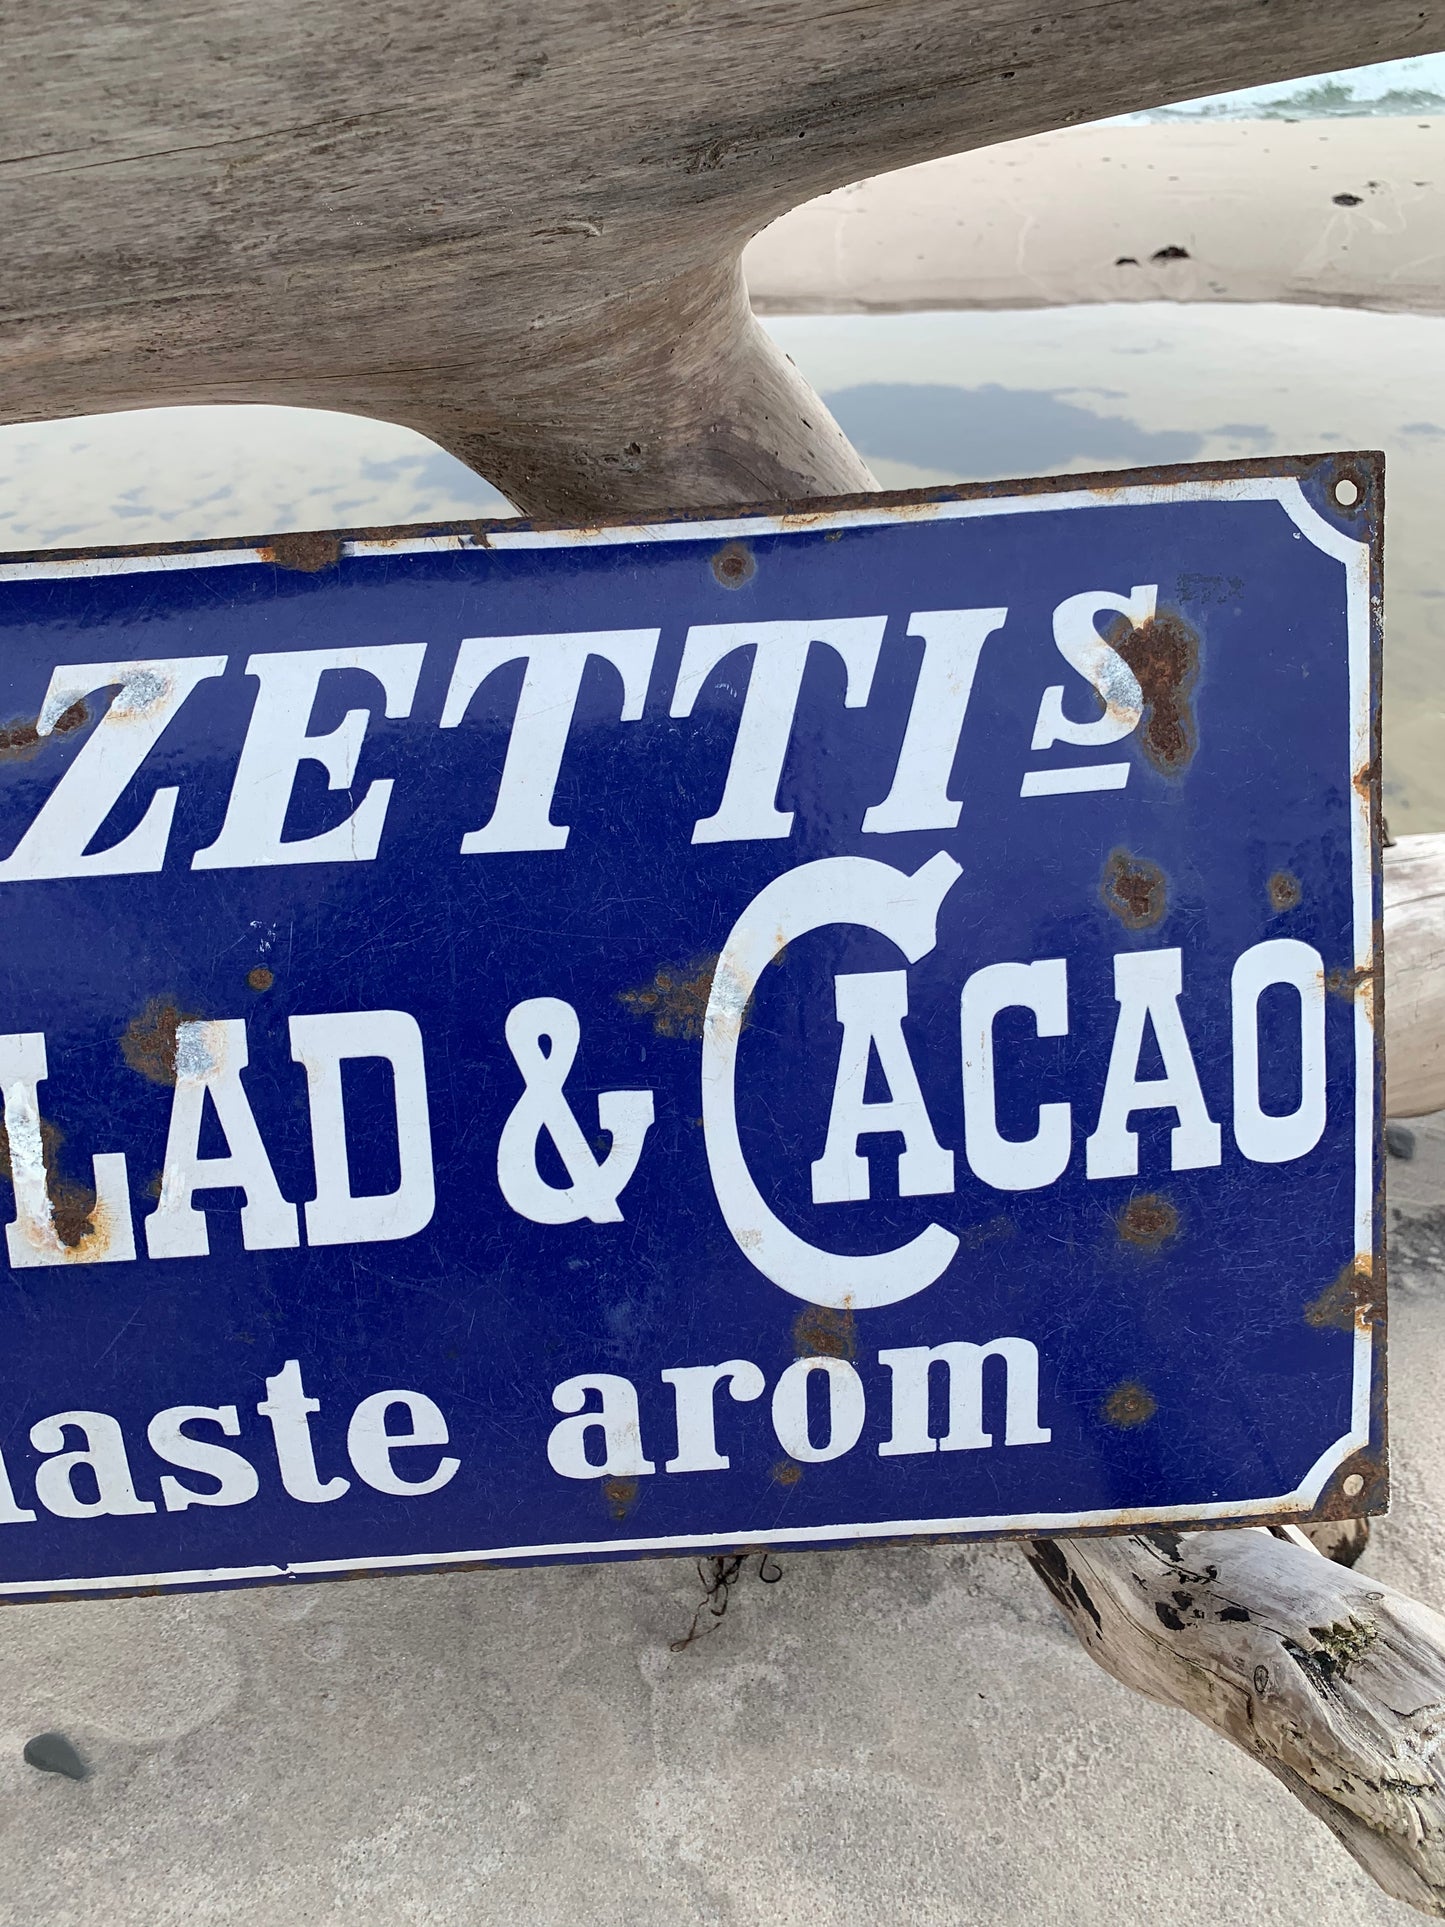 ZETTIS
LAD & CACAO
aste arom